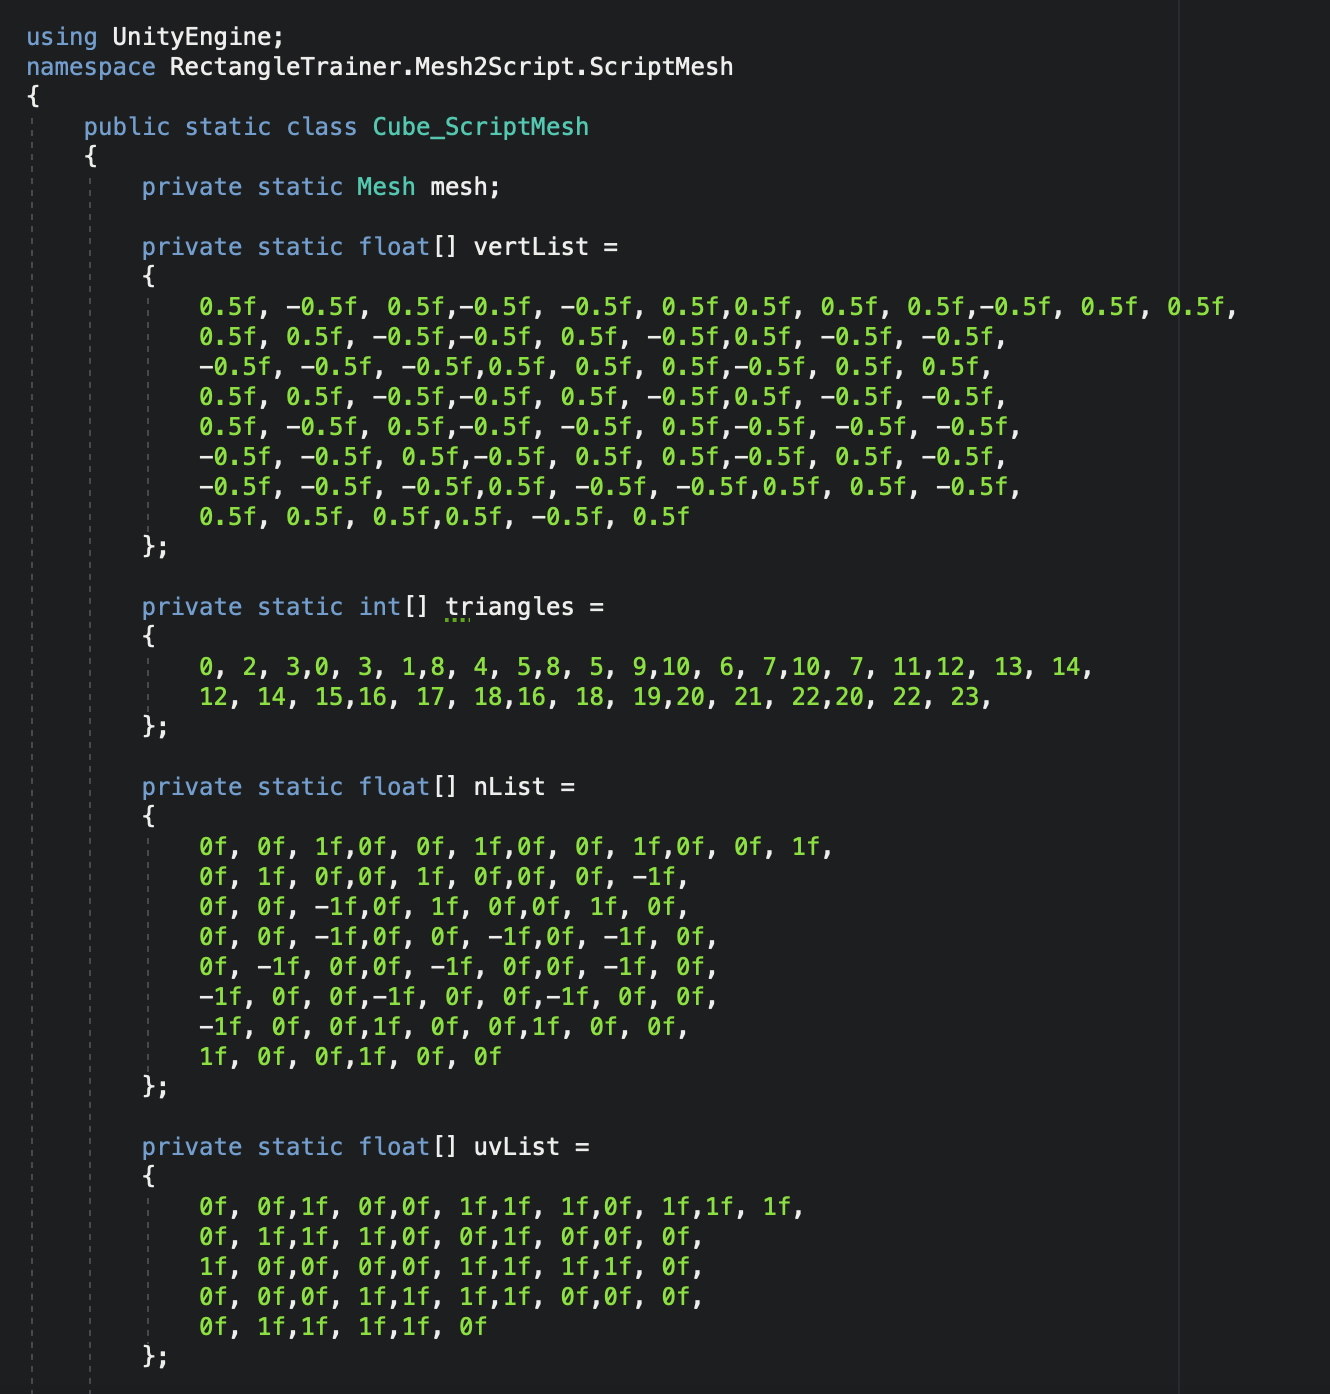 using UnityEngine;
namespace RectangleTrainer.Mesh2Script.ScriptMesh
{
    public static class Cube_ScriptMesh
    {
        private static Mesh mesh;

        private static float[] vertList =
        {
            0.5f, -0.5f, 0.5f,-0.5f, -0.5f, 0.5f,0.5f, 0.5f, 0.5f,-0.5f, 0.5f, 0.5f,
            0.5f, 0.5f, -0.5f,-0.5f, 0.5f, -0.5f,0.5f, -0.5f, -0.5f,
            -0.5f, -0.5f, -0.5f,0.5f, 0.5f, 0.5f,-0.5f, 0.5f, 0.5f,
            0.5f, 0.5f, -0.5f,-0.5f, 0.5f, -0.5f,0.5f, -0.5f, -0.5f,
            0.5f, -0.5f, 0.5f,-0.5f, -0.5f, 0.5f,-0.5f, -0.5f, -0.5f,
            -0.5f, -0.5f, 0.5f,-0.5f, 0.5f, 0.5f,-0.5f, 0.5f, -0.5f,
            -0.5f, -0.5f, -0.5f,0.5f, -0.5f, -0.5f,0.5f, 0.5f, -0.5f,
            0.5f, 0.5f, 0.5f,0.5f, -0.5f, 0.5f
        };

        private static int[] triangles =
        {
            0, 2, 3,0, 3, 1,8, 4, 5,8, 5, 9,10, 6, 7,10, 7, 11,12, 13, 14,
            12, 14, 15,16, 17, 18,16, 18, 19,20, 21, 22,20, 22, 23,
        };

        private static float[] nList =
        {
            0f, 0f, 1f,0f, 0f, 1f,0f, 0f, 1f,0f, 0f, 1f,
            0f, 1f, 0f,0f, 1f, 0f,0f, 0f, -1f,
            0f, 0f, -1f,0f, 1f, 0f,0f, 1f, 0f,
            0f, 0f, -1f,0f, 0f, -1f,0f, -1f, 0f,
            0f, -1f, 0f,0f, -1f, 0f,0f, -1f, 0f,
            -1f, 0f, 0f,-1f, 0f, 0f,-1f, 0f, 0f,
            -1f, 0f, 0f,1f, 0f, 0f,1f, 0f, 0f,
            1f, 0f, 0f,1f, 0f, 0f
        };

        private static float[] uvList =
        {
            0f, 0f,1f, 0f,0f, 1f,1f, 1f,0f, 1f,1f, 1f,
            0f, 1f,1f, 1f,0f, 0f,1f, 0f,0f, 0f,
            1f, 0f,0f, 0f,0f, 1f,1f, 1f,1f, 0f,
            0f, 0f,0f, 1f,1f, 1f,1f, 0f,0f, 0f,
            0f, 1f,1f, 1f,1f, 0f
        };